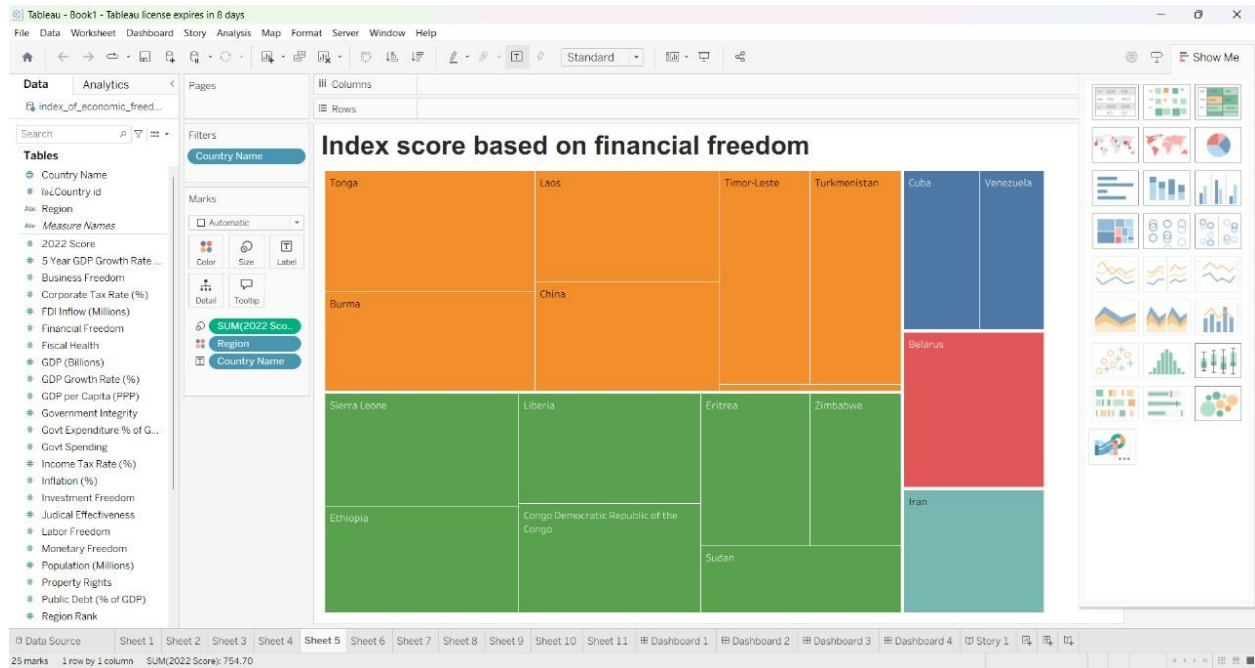 Tableau - Book1 - Tableau license expires in 8 days
File Data Worksheet Dashboard Story Analysis Map Format Server Window Help
Standard
Show Me
Data Analytics
index_of_economic_freed...
Search
Tables
Country Name
Country id
Abc Region
Abc Measure Names
# 2022 Score
# 5 Year GDP Growth Rate ...
# Business Freedom
# Corporate Tax Rate (%)
# FDI Inflow (Millions)
# Financial Freedom
# Fiscal Health
# GDP (Billions)
# GDP Growth Rate (%)
# GDP per Capita (PPP)
# Government Integrity
# Govt Expenditure % of G...
# Govt Spending
# Income Tax Rate (%)
# Inflation (%)
# Investment Freedom
# Judical Effectiveness
# Labor Freedom
# Monetary Freedom
# Population (Millions)
# Property Rights
# Public Debt (% of GDP)
# Region Rank
Pages
Filters
Country Name
Marks
Automatic
Color Size Label
Detail Tooltip
SUM(2022 Sco..
Region
Country Name
Columns
Rows
Index score based on financial freedom
Tonga
Laos
Timor-Leste
Turkmenistan
Cuba
Venezuela
Burma
China
Belarus
Sierra Leone
Liberia
Eritrea
Zimbabwe
Iran
Ethiopia
Congo Democratic Republic of the
Congo
Sudan
Data Source Sheet 1 Sheet 2 Sheet 3 Sheet 4 Sheet 5 Sheet 6 Sheet 7 Sheet 8 Sheet 9 Sheet 10 Sheet 11 Dashboard 1 Dashboard 2 Dashboard 3 Dashboard 4 Story 1
25 marks 1 row by 1 column SUM(2022 Score): 754.70